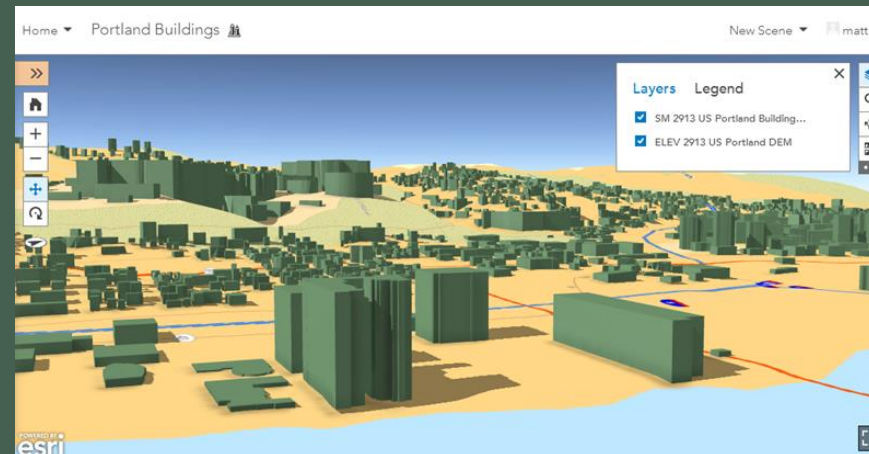 Home Portland Buildings New Scene matt
Layers Legend
SM 2913 US Portland Building...
ELEV 2913 US Portland DEM
POWERED BY
esri